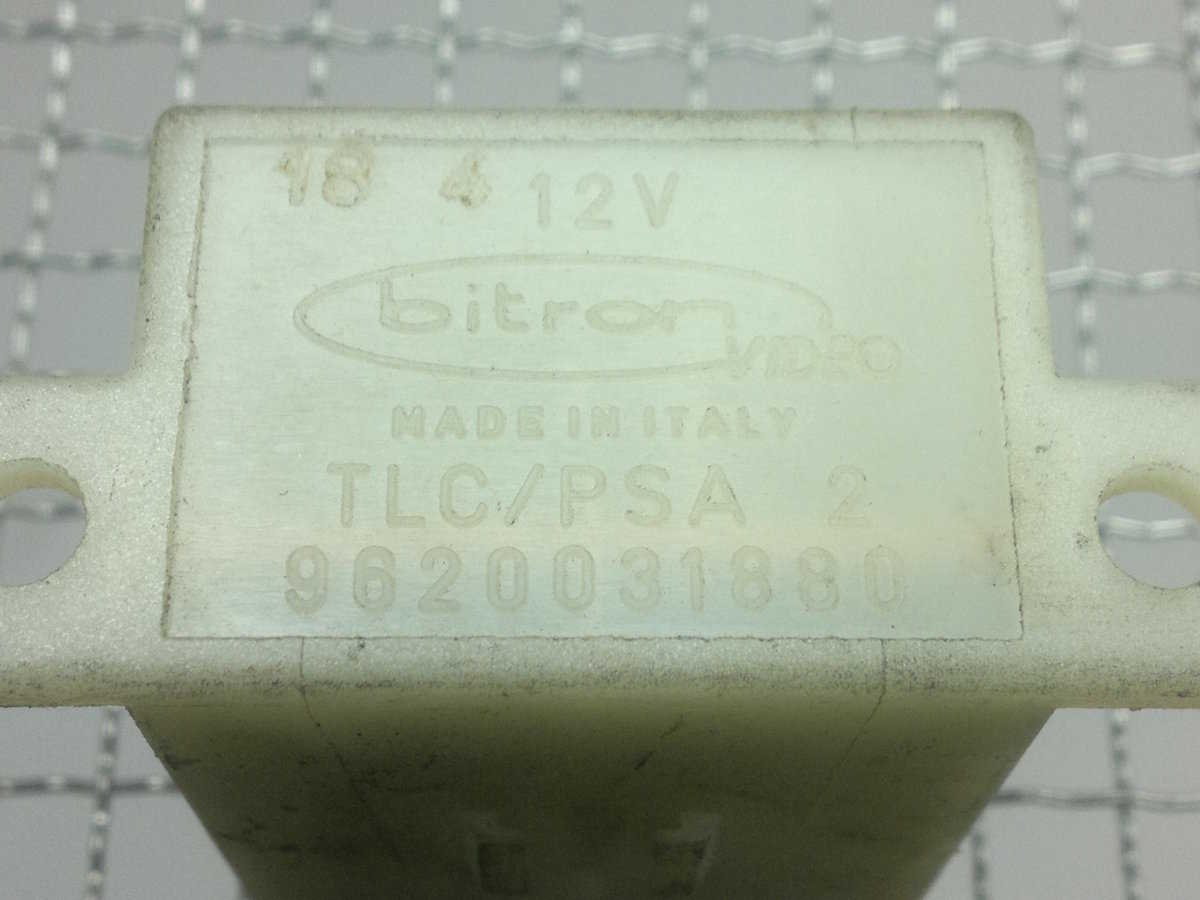 18 4 12V
bitron
VIDEO
MADE IN ITALY
TLC/PSA 2
9620031880